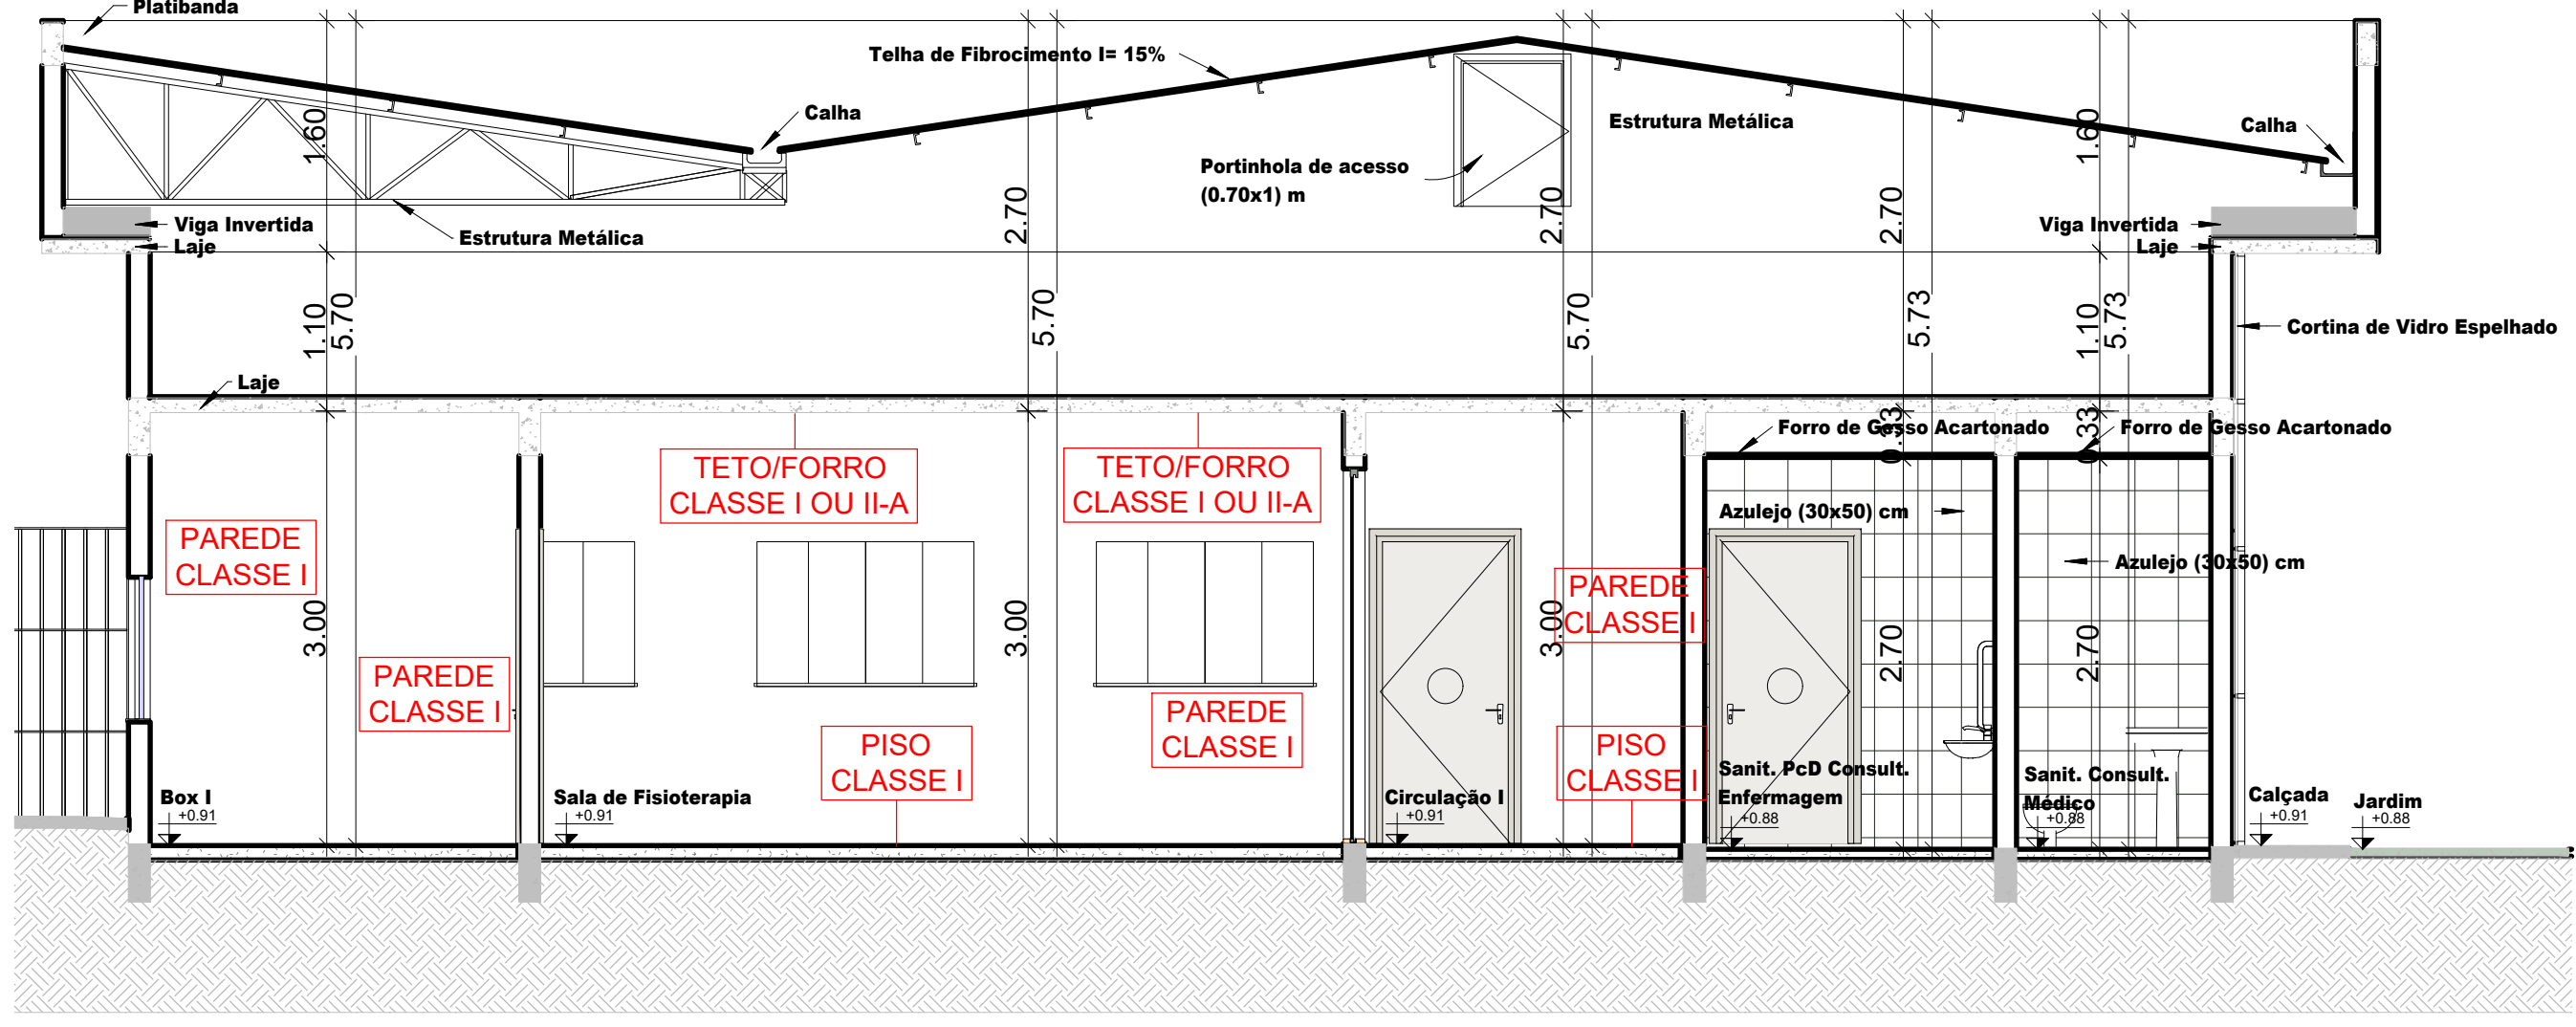 Platibanda
Telha de Fibrocimento I= 15%
Calha
Estrutura Metálica
Calha
Portinhola de acesso
(0.70x1) m
1.60
1.60
2.70
2.70
2.70
Viga Invertida
Laje
Estrutura Metálica
Viga Invertida
Laje
1.10
5.70
5.70
5.70
5.73
1.10
5.73
Cortina de Vidro Espelhado
Laje
0.33
0.33
Forro de Gesso Acartonado
Forro de Gesso Acartonado
TETO/FORRO
CLASSE I OU II-A
TETO/FORRO
CLASSE I OU II-A
Azulejo (30x50) cm
Azulejo (30x50) cm
PAREDE
CLASSE I
PAREDE
CLASSE I
3.00
3.00
3.00
2.70
2.70
PAREDE
CLASSE I
PAREDE
CLASSE I
PISO
CLASSE I
PISO
CLASSE I
Box I
+0.91
Sala de Fisioterapia
+0.91
Circulação I
+0.91
Sanit. PcD Consult.
Enfermagem
+0.88
Sanit. Consult.
Médico
+0.88
Calçada
+0.91
Jardim
+0.88